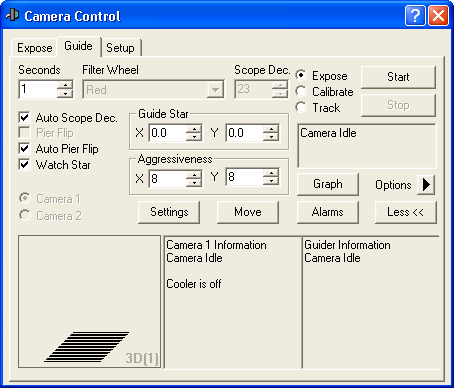 Camera Control
Expose Guide Setup
Seconds Filter Wheel Scope Dec.
1 Red 23
Expose
Calibrate
Track
Start
Stop
Auto Scope Dec.
Pier Flip
Auto Pier Flip
Watch Star
Guide Star
X 0.0 Y 0.0
Aggressiveness
X 8 Y 8
Camera Idle
Camera 1
Camera 2
Graph Options
Settings Move Alarms Less <<
3D(1)
Camera 1 Information
Camera Idle
Cooler is off
Guider Information
Camera Idle